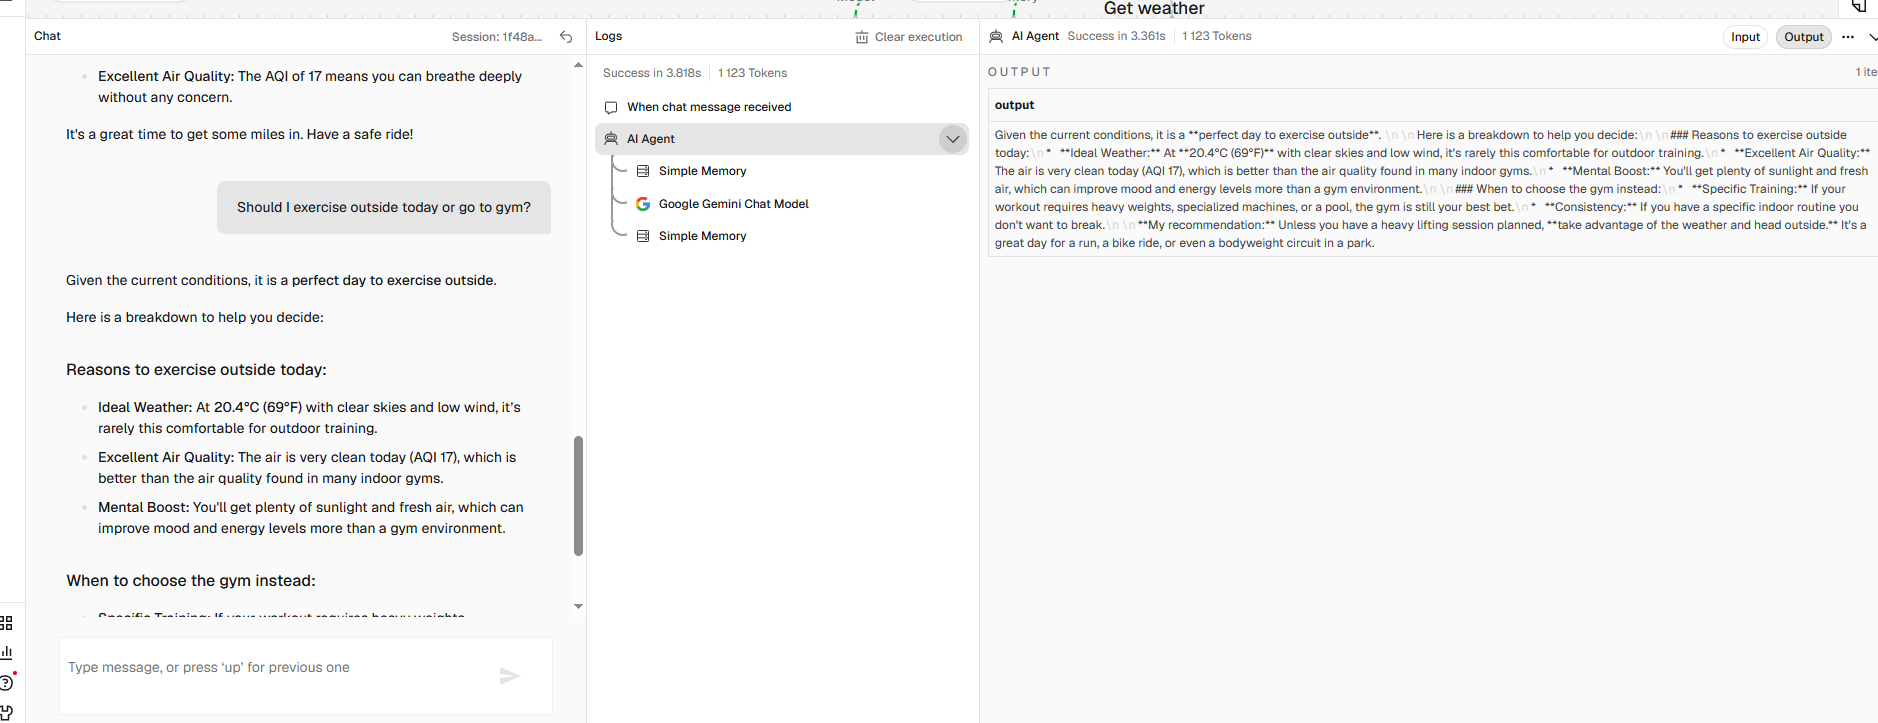 Get weather
Chat
Session: 1f48a...
Excellent Air Quality: The AQI of 17 means you can breathe deeply
without any concern.
It's a great time to get some miles in. Have a safe ride!
Should I exercise outside today or go to gym?
Given the current conditions, it is a perfect day to exercise outside.
Here is a breakdown to help you decide:
Reasons to exercise outside today:
Ideal Weather: At 20.4°C (69°F) with clear skies and low wind, it's
rarely this comfortable for outdoor training.
Excellent Air Quality: The air is very clean today (AQI 17), which is
better than the air quality found in many indoor gyms.
Mental Boost: You'll get plenty of sunlight and fresh air, which can
improve mood and energy levels more than a gym environment.
When to choose the gym instead:
Specific Training: If your workout requires heavy weights,
Type message, or press 'up' for previous one
Logs
Clear execution
Success in 3.818s | 1 123 Tokens
When chat message received
AI Agent
Simple Memory
Google Gemini Chat Model
Simple Memory
AI Agent Success in 3.361s | 1 123 Tokens
Input Output
OUTPUT
1 ite
output
Given the current conditions, it is a **perfect day to exercise outside**. \n \n Here is a breakdown to help you decide:\n \n ### Reasons to exercise outside
today:\n * **Ideal Weather:** At **20.4°C (69°F)** with clear skies and low wind, it's rarely this comfortable for outdoor training.\n * **Excellent Air Quality:**
The air is very clean today (AQI 17), which is better than the air quality found in many indoor gyms.\n * **Mental Boost:** You'll get plenty of sunlight and fresh
air, which can improve mood and energy levels more than a gym environment.\n \n ### When to choose the gym instead:\n * **Specific Training:** If your
workout requires heavy weights, specialized machines, or a pool, the gym is still your best bet.\n * **Consistency:** If you have a specific indoor routine you
don't want to break.\n \n **My recommendation:** Unless you have a heavy lifting session planned, **take advantage of the weather and head outside.** It's a
great day for a run, a bike ride, or even a bodyweight circuit in a park.